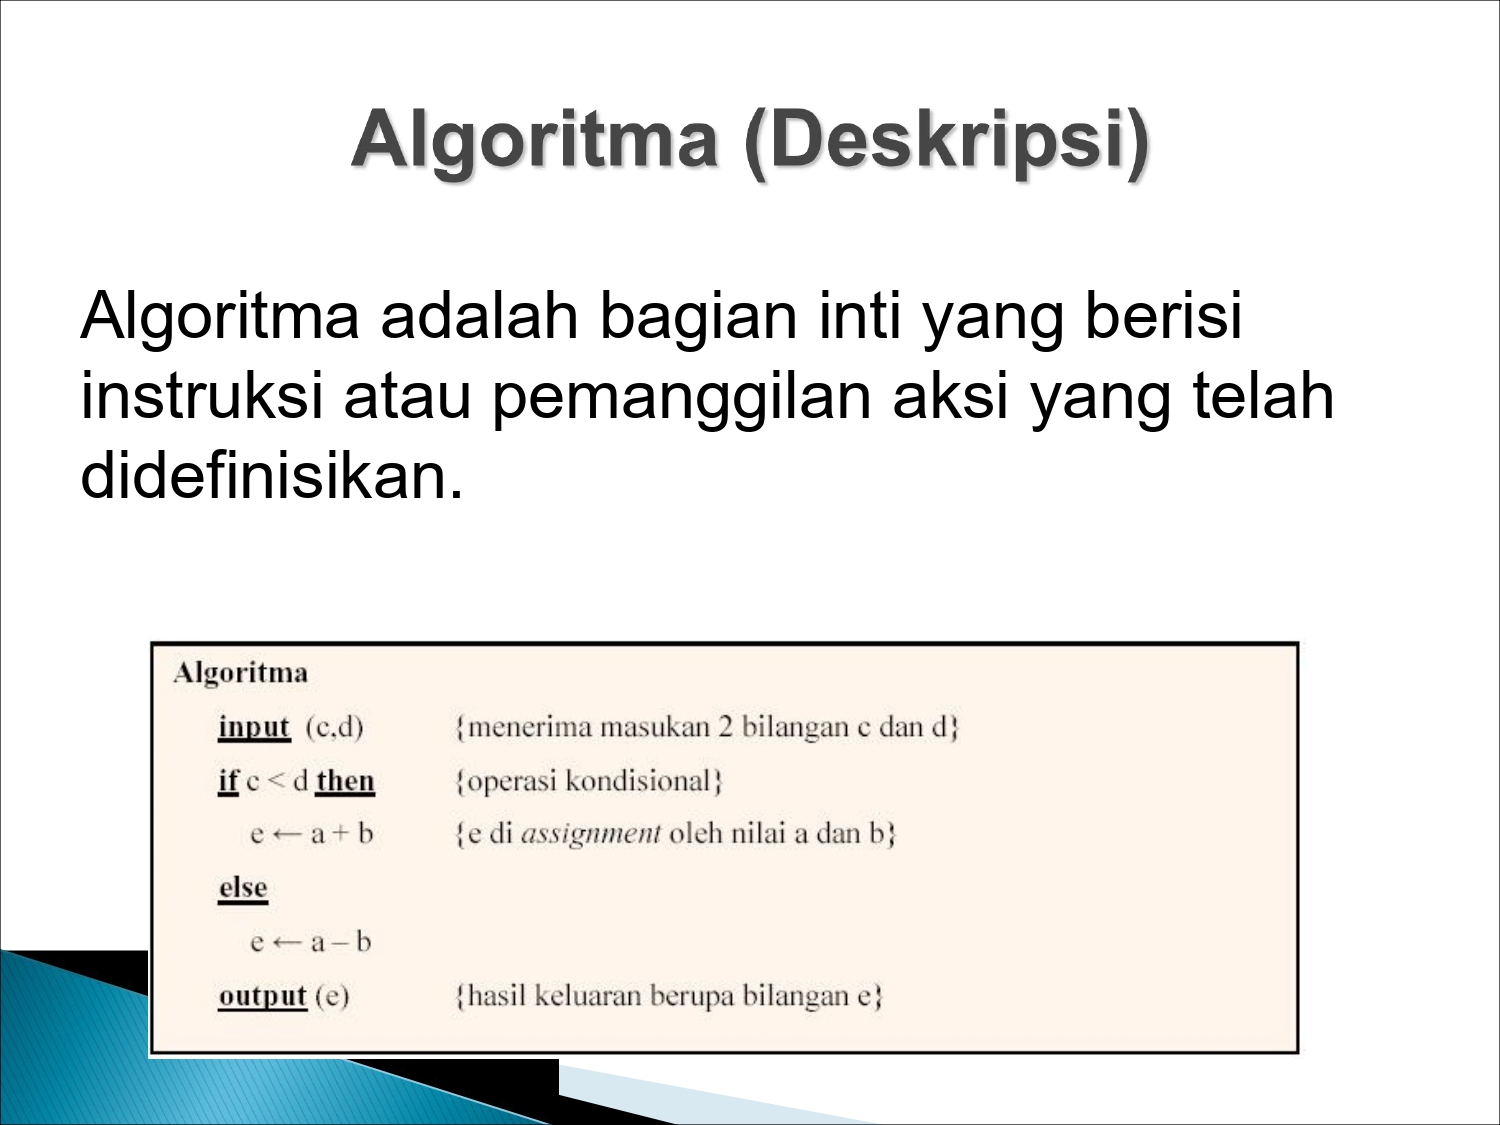 Algoritma (Deskripsi)
Algoritma adalah bagian inti yang berisi
instruksi atau pemanggilan aksi yang telah
didefinisikan.
Algoritma
input (c,d) {menerima masukan 2 bilangan c dan d}
if c < d then {operasi kondisional}
e ← a + b {e di assignment oleh nilai a dan b}
else
e ← a – b
output (e) {hasil keluaran berupa bilangan e}